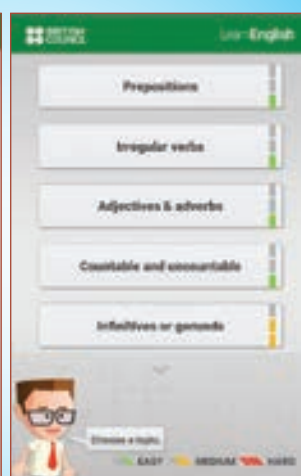 BRITISH
COUNCIL
LearnEnglish
Prepositions
Irregular verbs
Adjectives & adverbs
Countable and uncountable
Infinitives or gerunds
Choose a topic.
EASY MEDIUM HARD